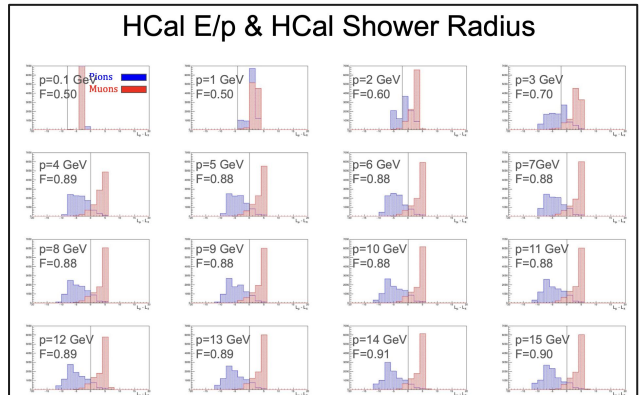 HCal E/p & HCal Shower Radius
p=0.1 GeV
F=0.50
Pions
Muons
p=1 GeV
F=0.50
p=2 GeV
F=0.60
p=3 GeV
F=0.70
p=4 GeV
F=0.89
p=5 GeV
F=0.88
p=6 GeV
F=0.88
p=7GeV
F=0.88
p=8 GeV
F=0.88
p=9 GeV
F=0.88
p=10 GeV
F=0.88
p=11 GeV
F=0.88
p=12 GeV
F=0.89
p=13 GeV
F=0.89
p=14 GeV
F=0.91
p=15 GeV
F=0.90